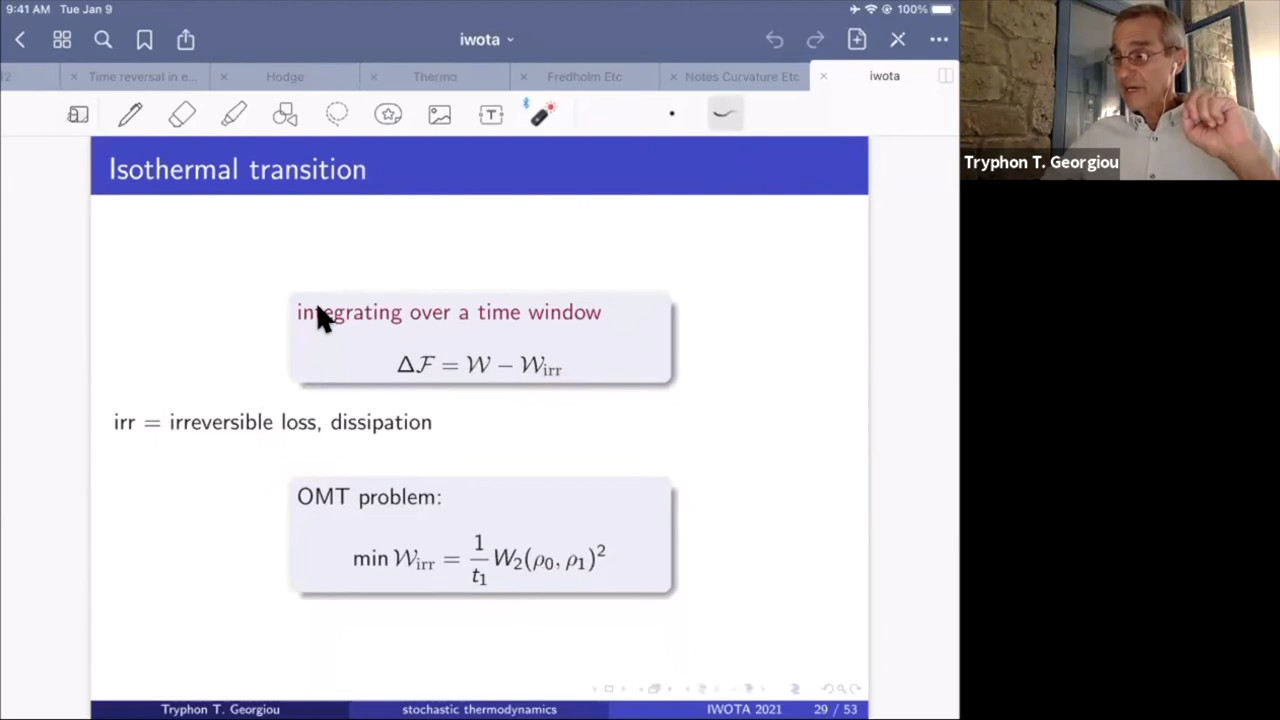 9:41 AM Tue Jan 9
100%
iwota
Time reversal in e...
Hodge
Thermo
Fredholm Etc
Notes Curvature Etc
iwota
T
Isothermal transition
integrating over a time window
Δℱ = 𝒲 − 𝒲irr
irr = irreversible loss, dissipation
OMT problem:
min 𝒲irr = 1/t₁ W₂(ρ₀, ρ₁)²
Tryphon T. Georgiou
stochastic thermodynamics
IWOTA 2021
29 / 53
Tryphon T. Georgiou